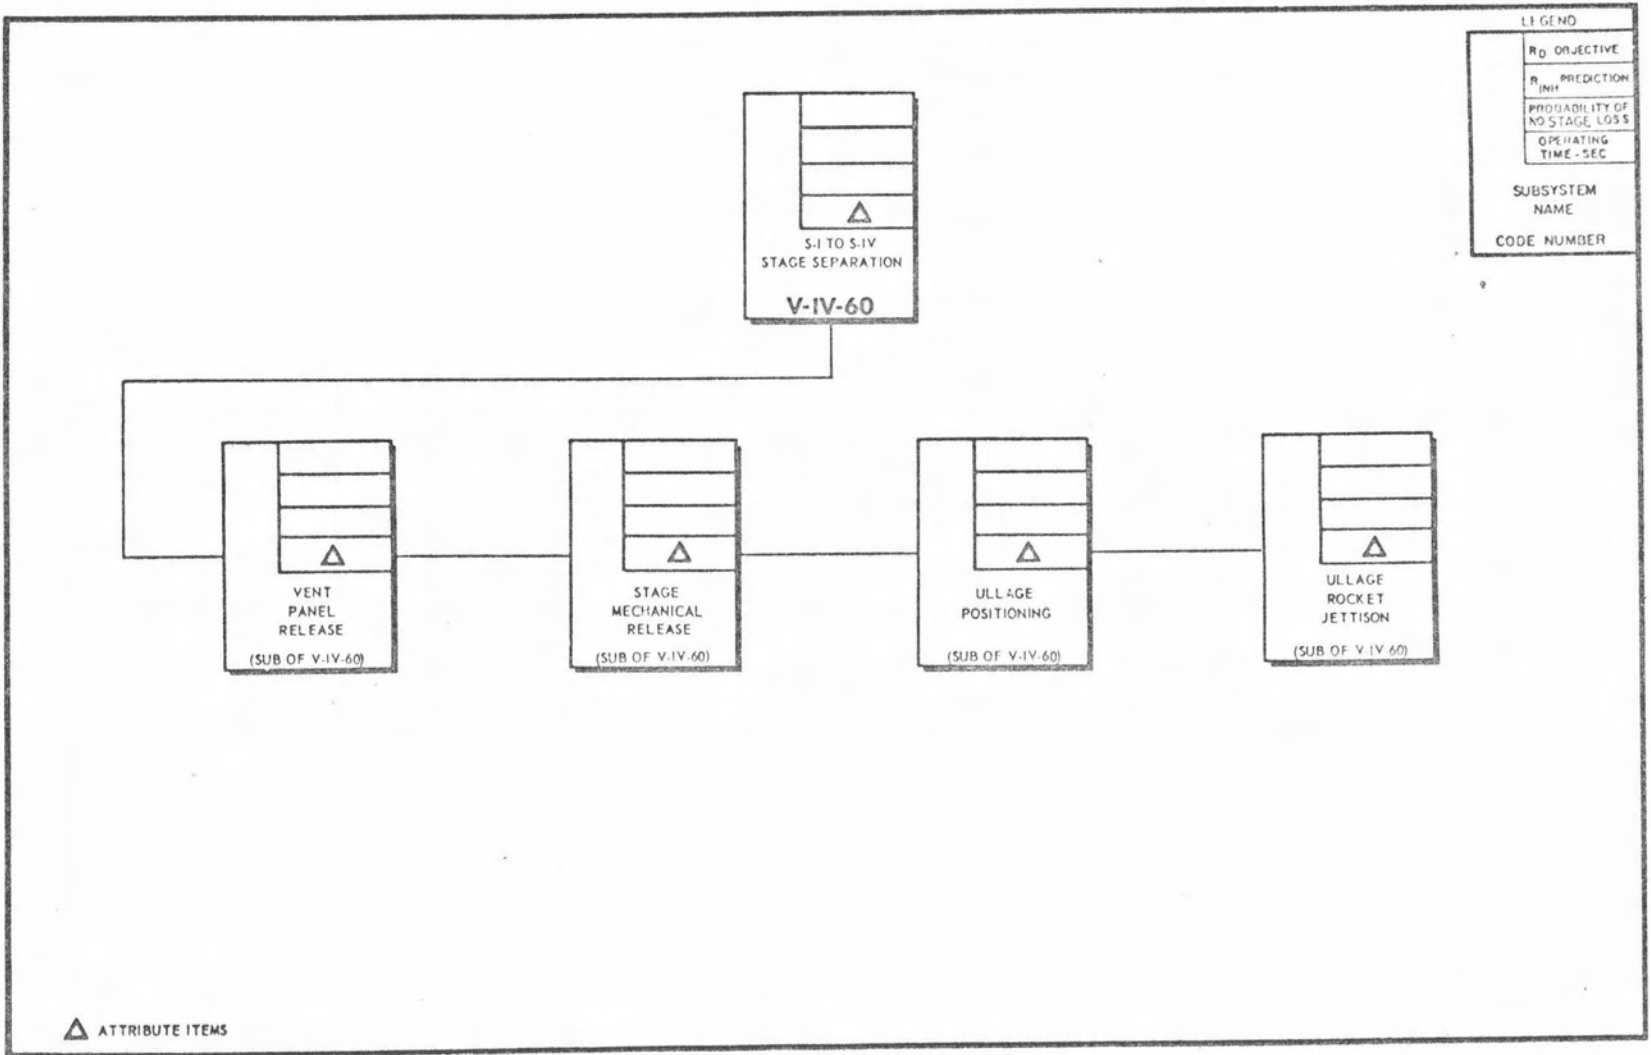 LEGEND
RD OBJECTIVE
RINH PREDICTION
PROBABILITY OF
NO STAGE LOSS
OPERATING
TIME - SEC
SUBSYSTEM
NAME
CODE NUMBER
S-I TO S-IV
STAGE SEPARATION
V-IV-60
VENT
PANEL
RELEASE
(SUB OF V-IV-60)
STAGE
MECHANICAL
RELEASE
(SUB OF V-IV-60)
ULLAGE
POSITIONING
(SUB OF V-IV-60)
ULLAGE
ROCKET
JETTISON
(SUB OF V-IV-60)
△ ATTRIBUTE ITEMS